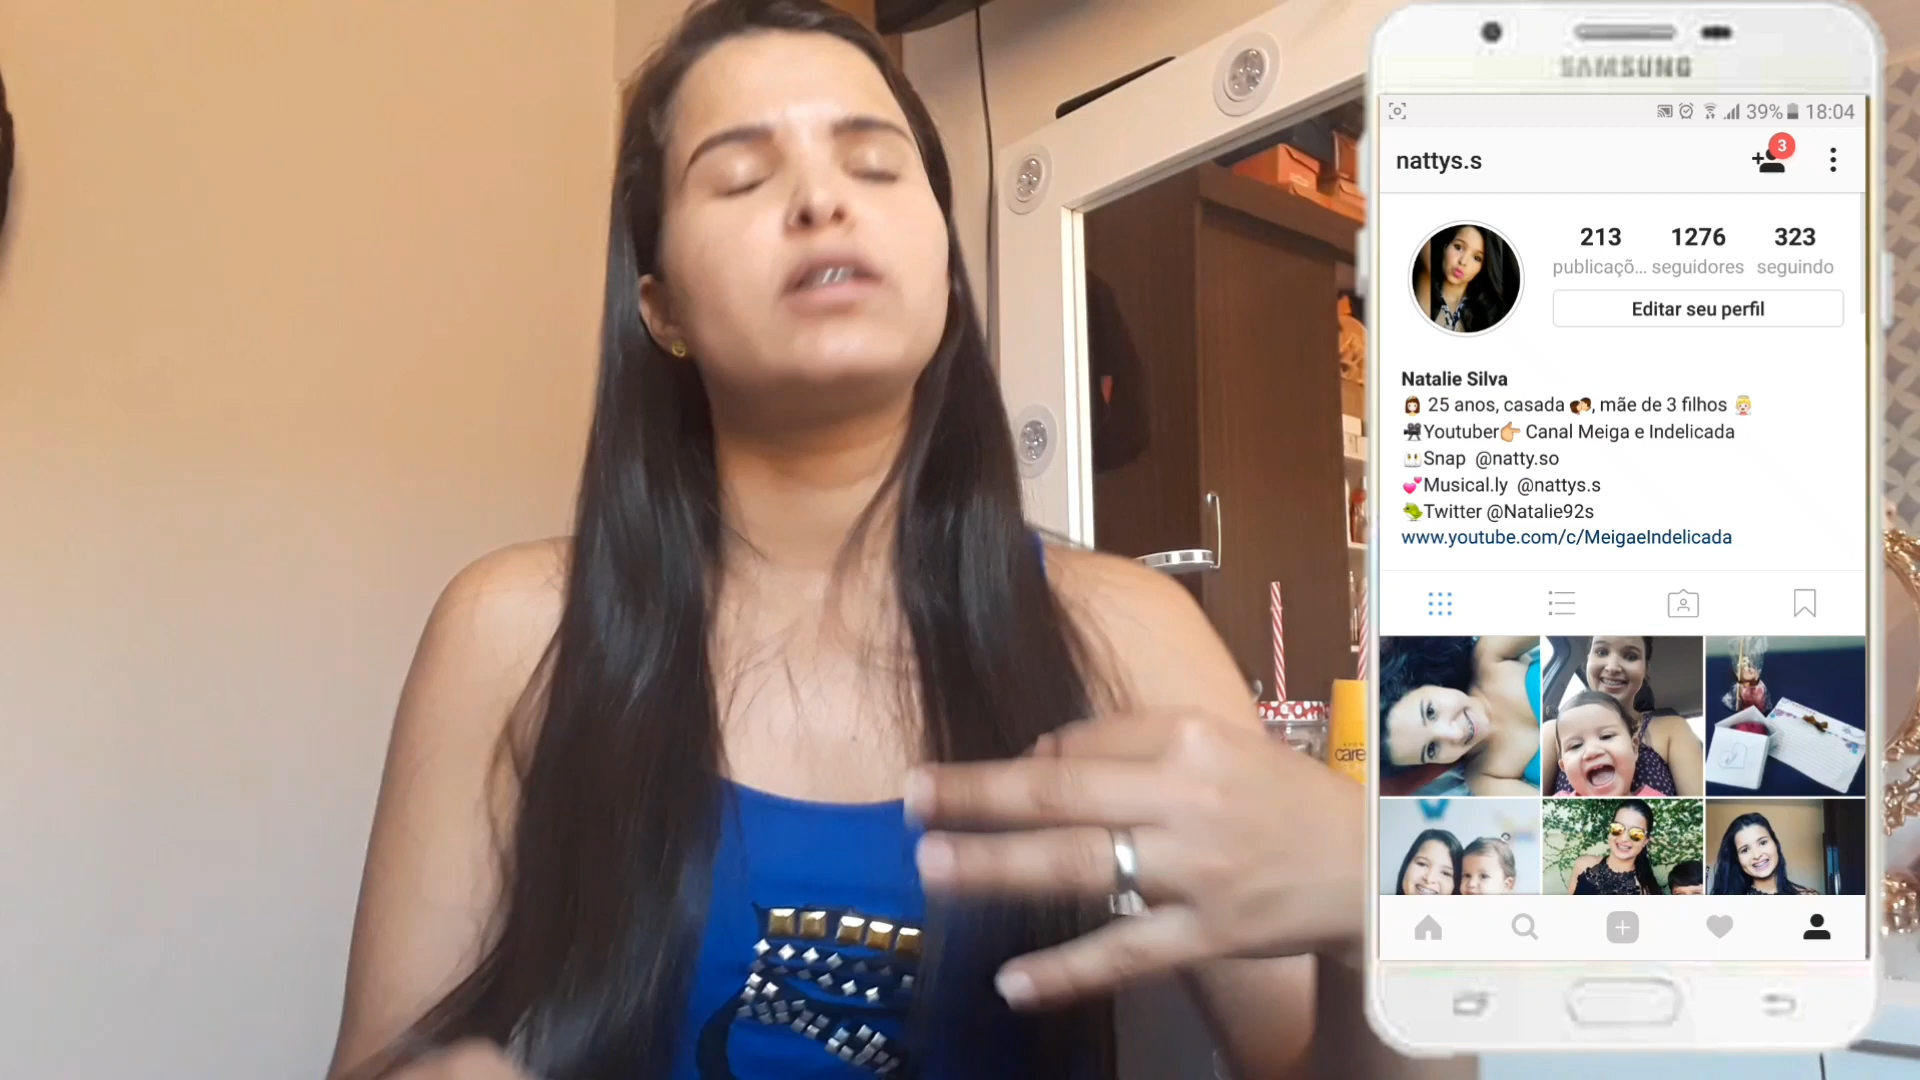 SAMSUNG
39% 18:04
nattys.s
3
213 1276 323
publicaçõ... seguidores seguindo
Editar seu perfil
Natalie Silva
25 anos, casada , mãe de 3 filhos
Youtuber Canal Meiga e Indelicada
Snap @natty.so
Musical.ly @nattys.s
Twitter @Natalie92s
www.youtube.com/c/MeigaeIndelicada
care